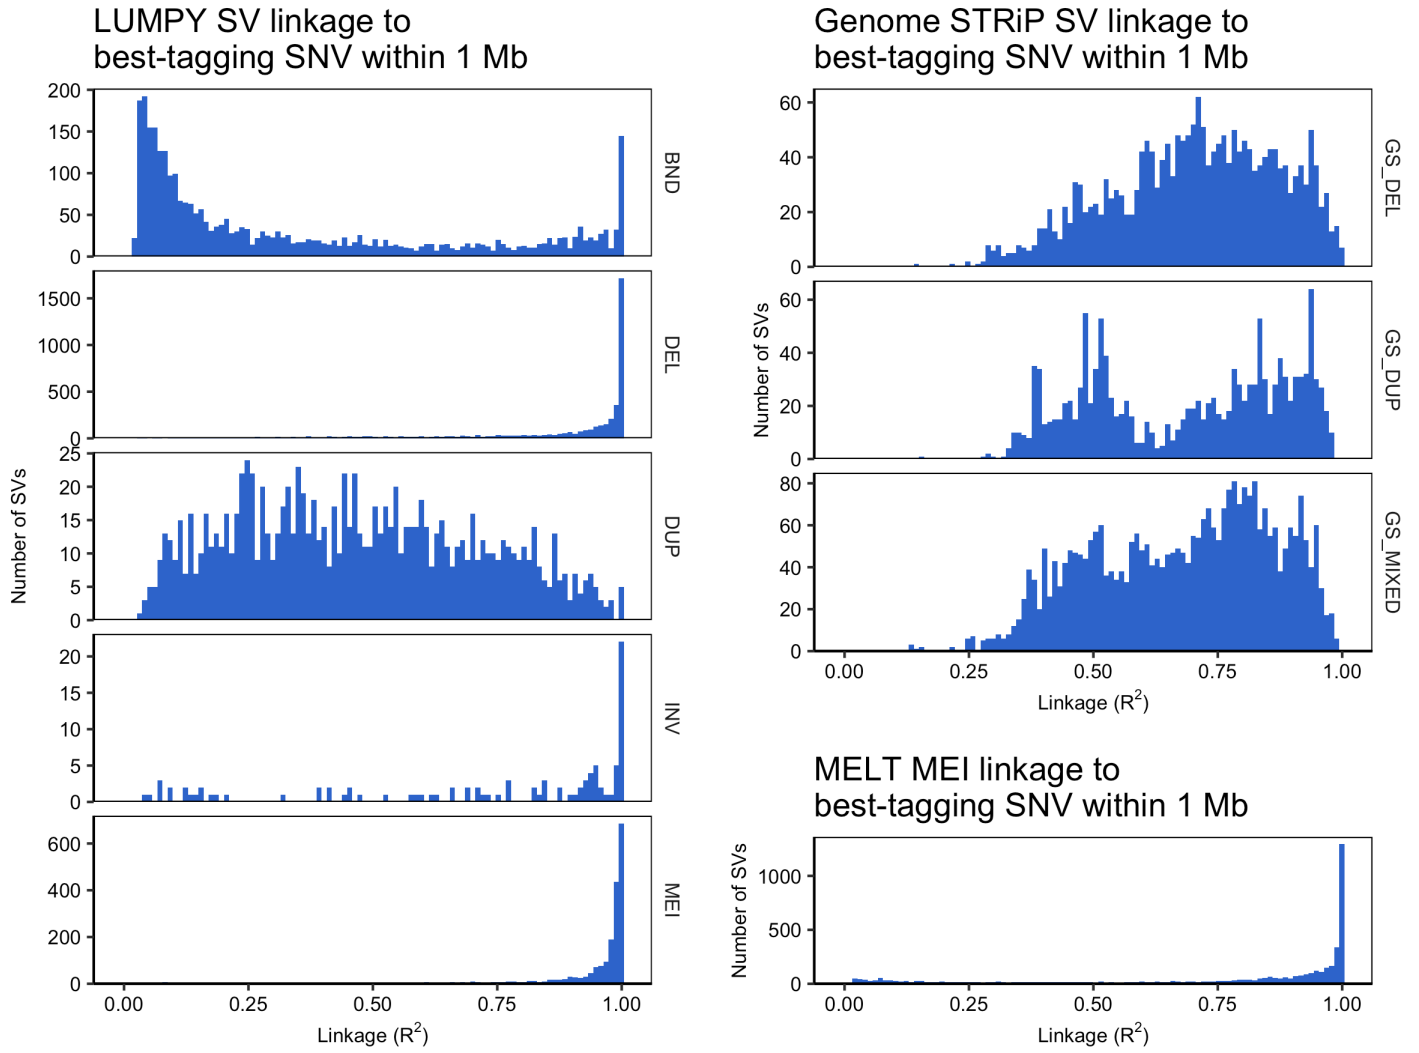 LUMPY SV linkage to
best-tagging SNV within 1 Mb
Number of SVs
200
150
100
50
0
BND
1500
1000
500
0
DEL
25
20
15
10
5
0
DUP
20
15
10
5
0
INV
600
400
200
0
MEI
0.00 0.25 0.50 0.75 1.00
Linkage (R²)
Genome STRiP SV linkage to
best-tagging SNV within 1 Mb
Number of SVs
60
40
20
0
GS_DEL
60
40
20
0
GS_DUP
80
60
40
20
0
GS_MIXED
0.00 0.25 0.50 0.75 1.00
Linkage (R²)
MELT MEI linkage to
best-tagging SNV within 1 Mb
Number of SVs
1000
500
0
0.00 0.25 0.50 0.75 1.00
Linkage (R²)